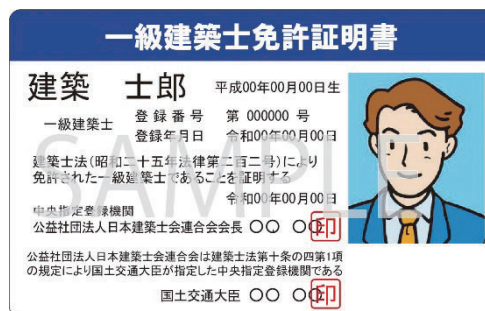 一級建築士免許証明書
建築　士郎　平成00年00月00日生
一級建築士　登録番号　第 000000 号
登録年月日　令和00年00月00日
建築士法(昭和二十五年法律第二百二号)により
免許された一級建築士であることを証明する
令和00年00月00日
中央指定登録機関
公益社団法人日本建築士会連合会会長 〇〇 〇〇 印
公益社団法人日本建築士会連合会は建築士法第十条の四第1項
の規定により国土交通大臣が指定した中央指定登録機関である
国土交通大臣 〇〇 〇〇 印
SAMPLE